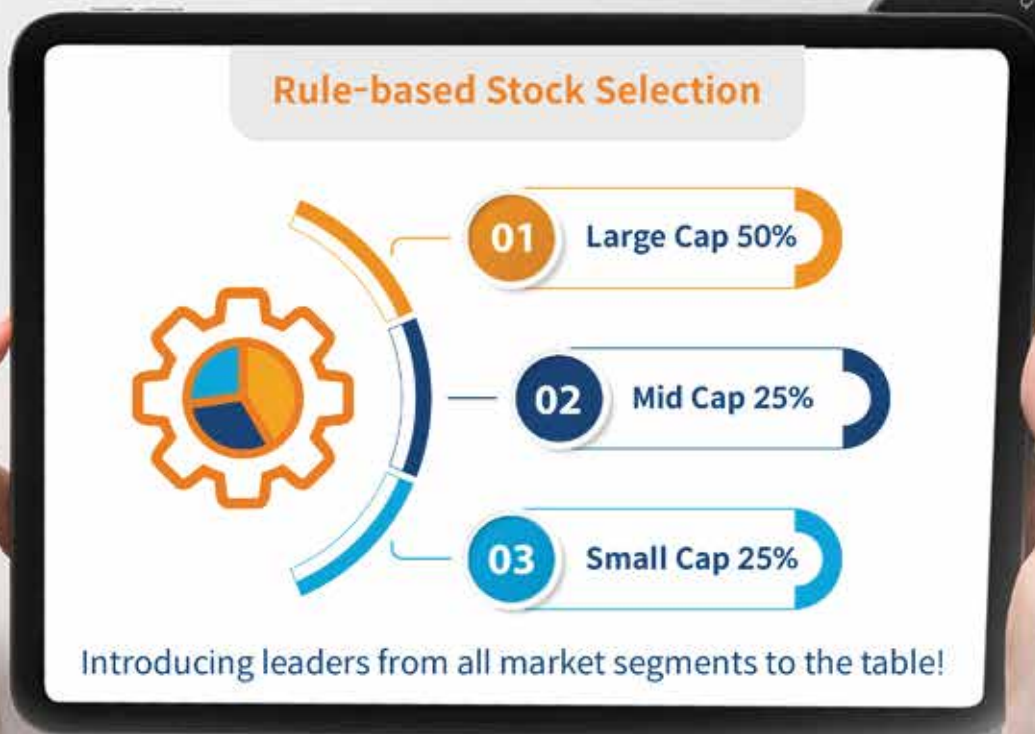 Rule-based Stock Selection
01
Large Cap 50%
02
Mid Cap 25%
03
Small Cap 25%
Introducing leaders from all market segments to the table!